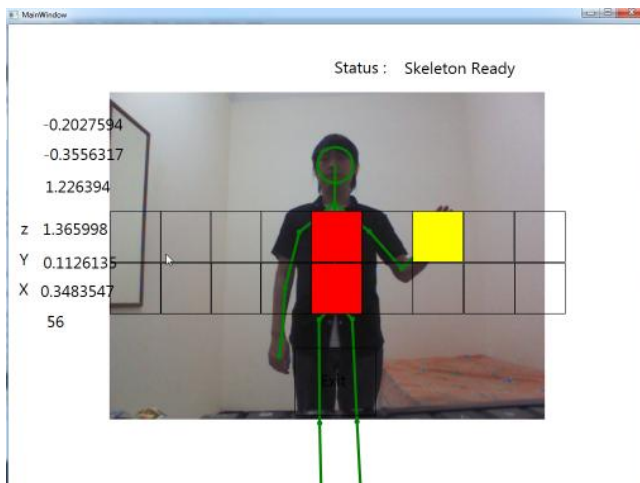 MainWindow
Status : Skeleton Ready
-0.2027594
-0.3556317
1.226394
z 1.365998
Y 0.1126135
X 0.3483547
56
Exit